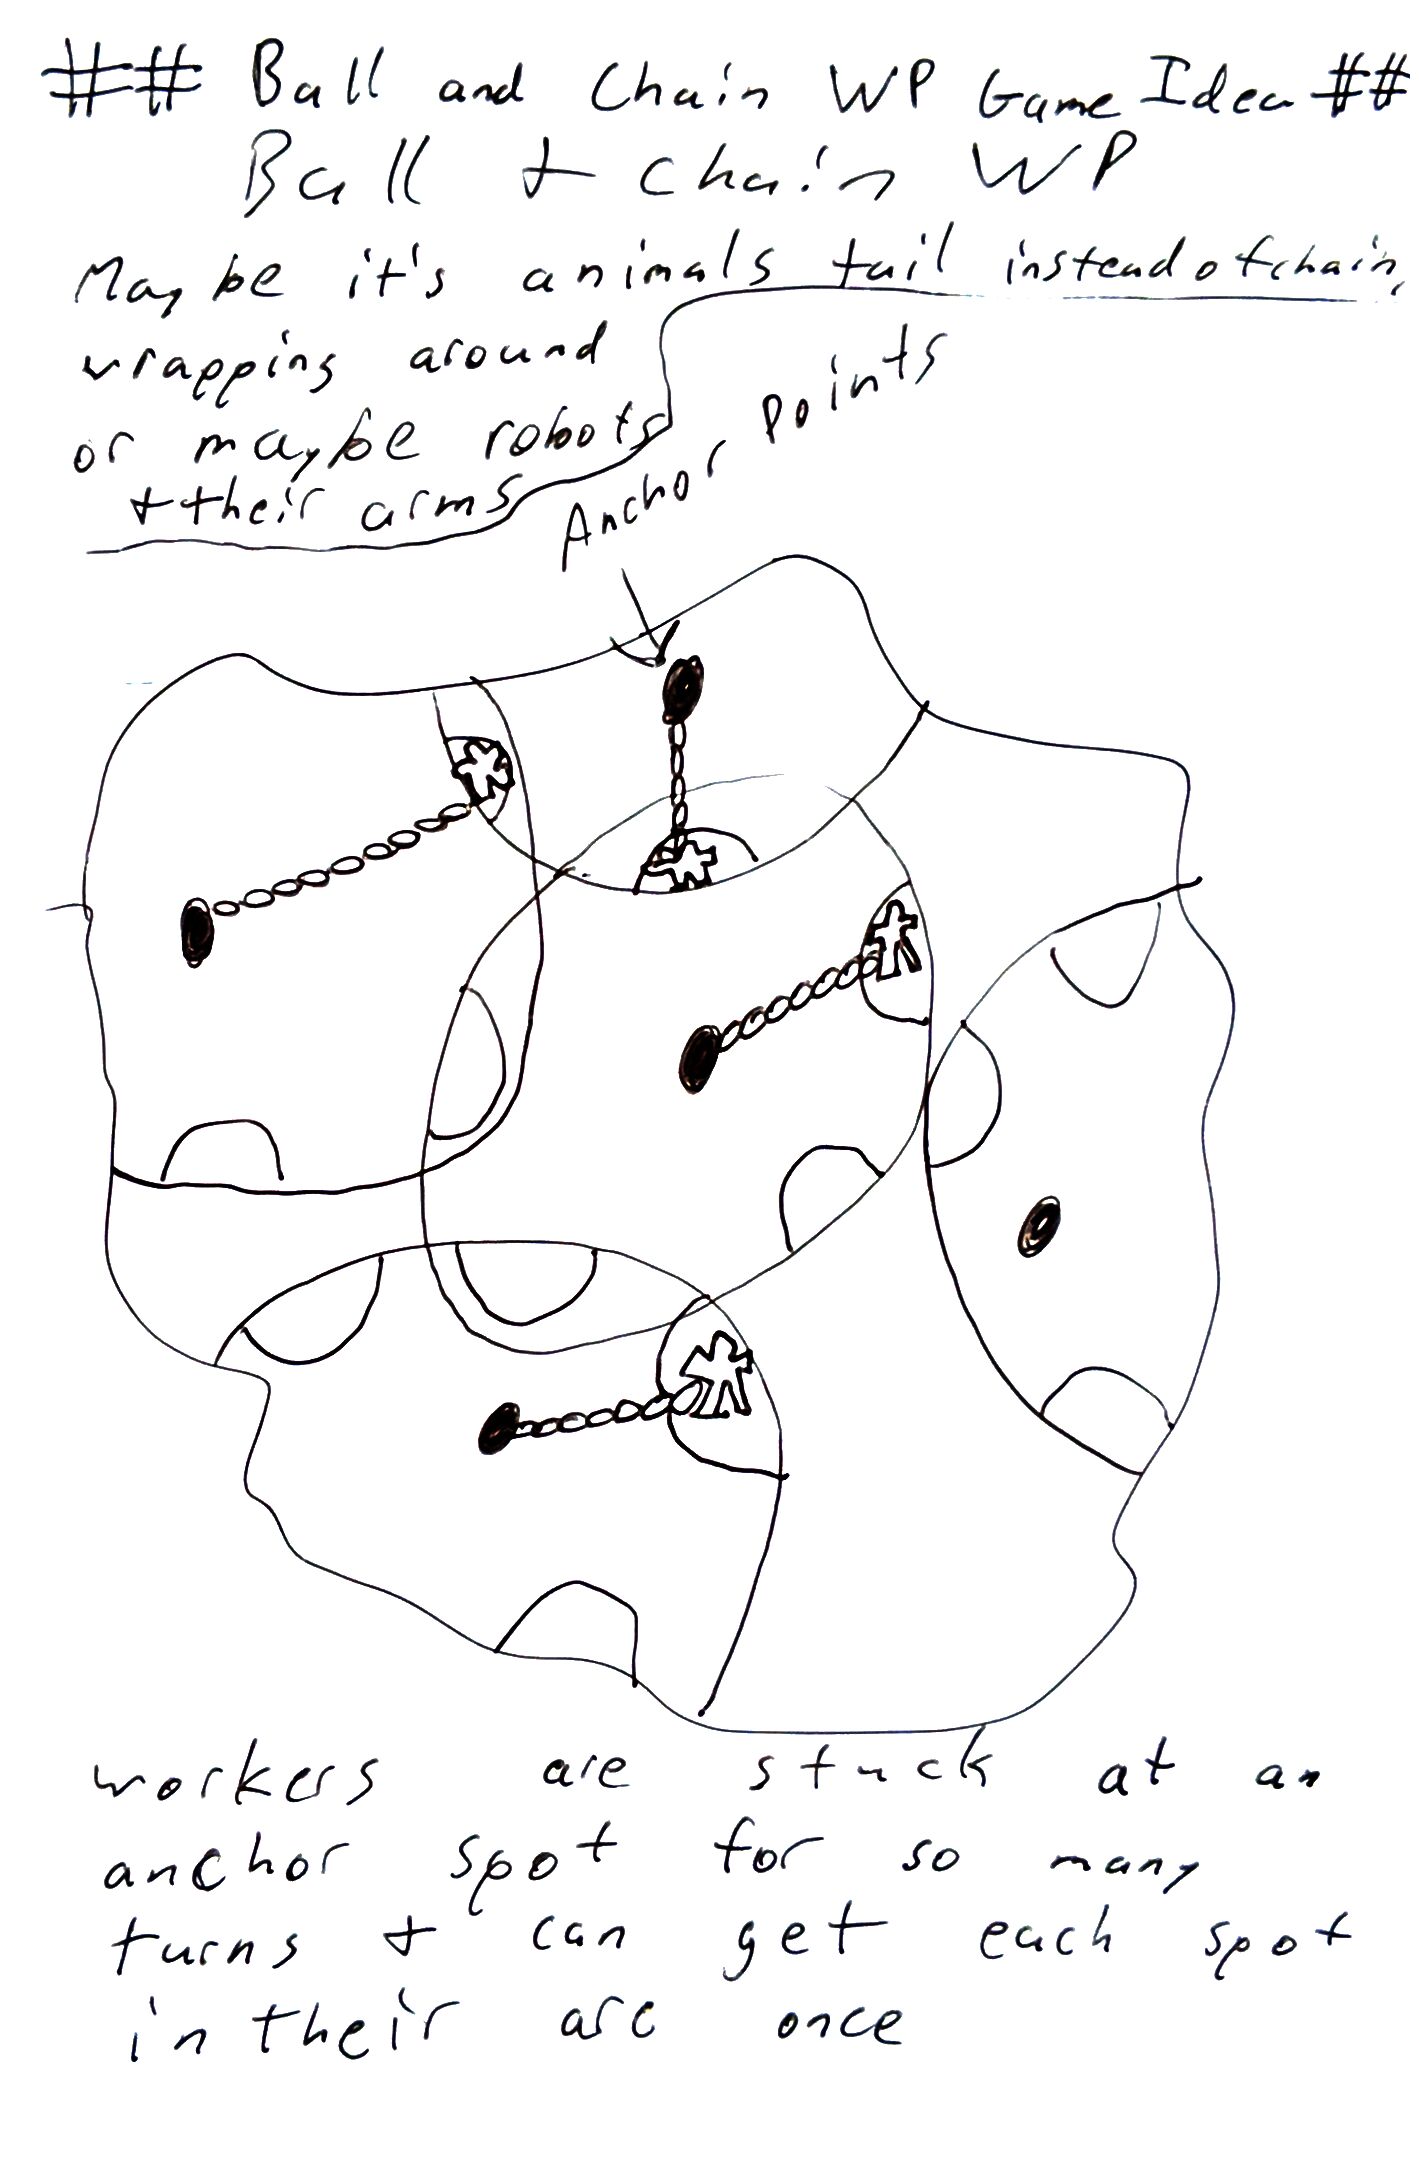 ## Ball and Chain WP Game Idea ##
Ball + Chain WP
Maybe it's animals tail instead of chain,
wrapping around
or maybe robots
+ their arms
Anchor Points
workers are stuck at an
anchor spot for so many
turns + can get each spot
in their arc once